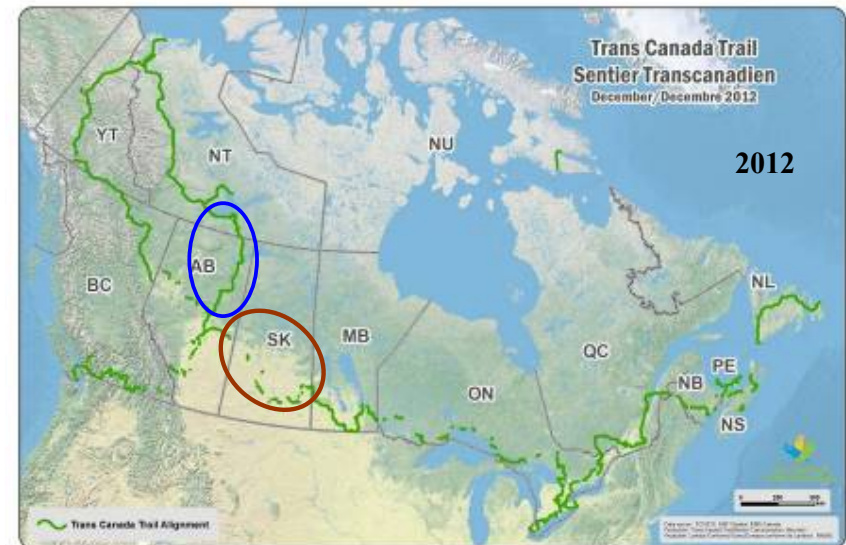 Trans Canada Trail
Sentier Transcanadien
December/Decembre 2012
2012
YT
NT
NU
BC
AB
SK
MB
ON
QC
NL
PE
NB
NS
Trans Canada Trail Alignment